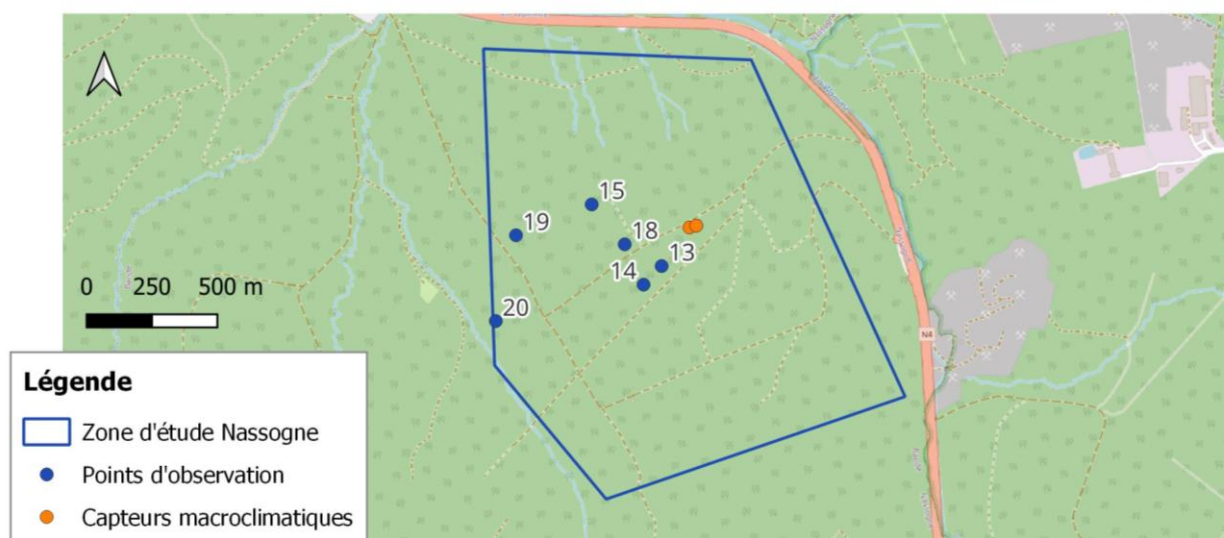 15
19
18
13
14
20
0 250 500 m
N4
Légende
Zone d'étude Nassogne
Points d'observation
Capteurs macroclimatiques